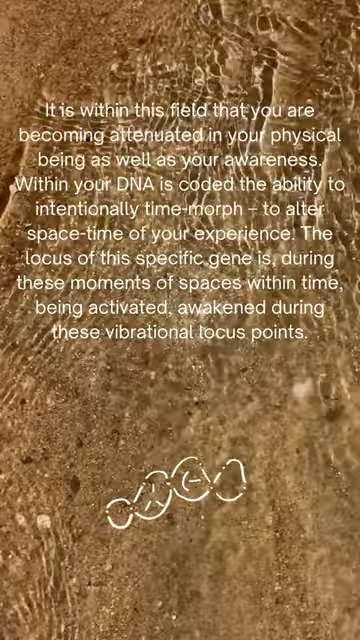 It is within this field that you are
becoming attenuated in your physical
being as well as your awareness.
Within your DNA is coded the ability to
intentionally time-morph – to alter
space-time of your experience. The
locus of this specific gene is, during
these moments of spaces within time,
being activated, awakened during
these vibrational locus points.